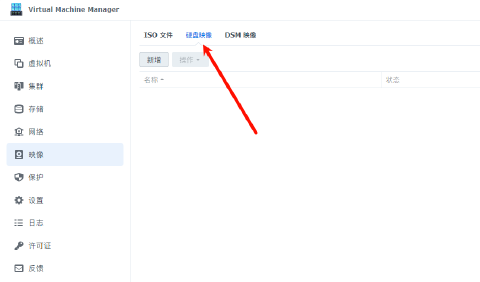 Virtual Machine Manager
概述
虚拟机
集群
存储
网络
映像
保护
设置
日志
许可证
反馈
ISO 文件 硬盘映像 DSM 映像
新增 操作
名称 状态